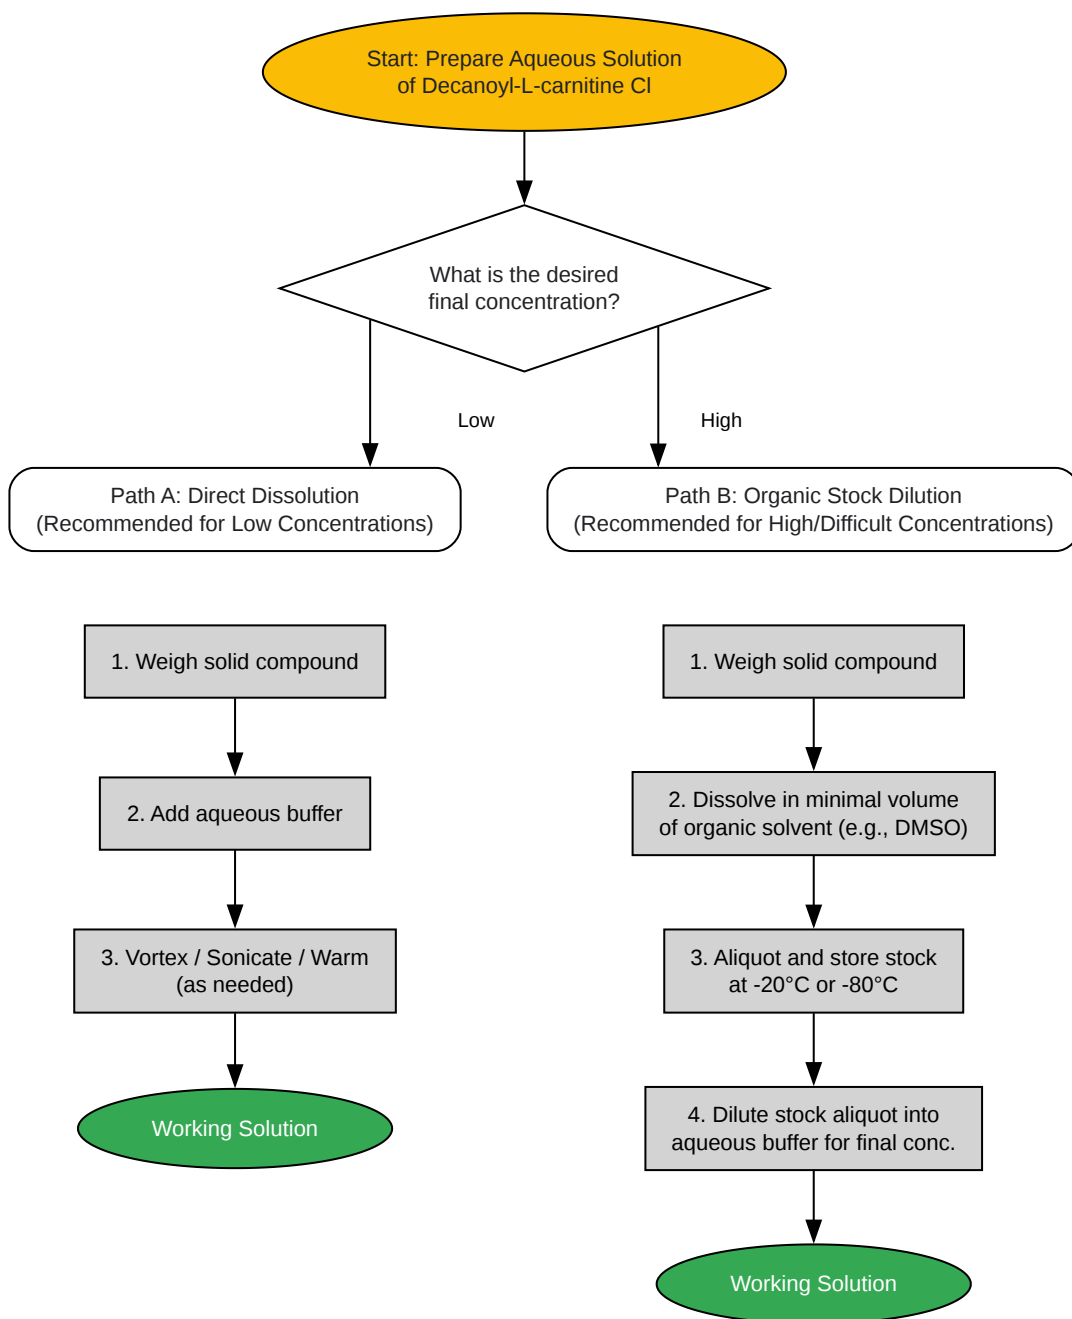 Start: Prepare Aqueous Solution
of Decanoyl-L-carnitine Cl
What is the desired
final concentration?
Low
High
Path A: Direct Dissolution
(Recommended for Low Concentrations)
Path B: Organic Stock Dilution
(Recommended for High/Difficult Concentrations)
1. Weigh solid compound
2. Add aqueous buffer
3. Vortex / Sonicate / Warm
(as needed)
Working Solution
1. Weigh solid compound
2. Dissolve in minimal volume
of organic solvent (e.g., DMSO)
3. Aliquot and store stock
at -20°C or -80°C
4. Dilute stock aliquot into
aqueous buffer for final conc.
Working Solution